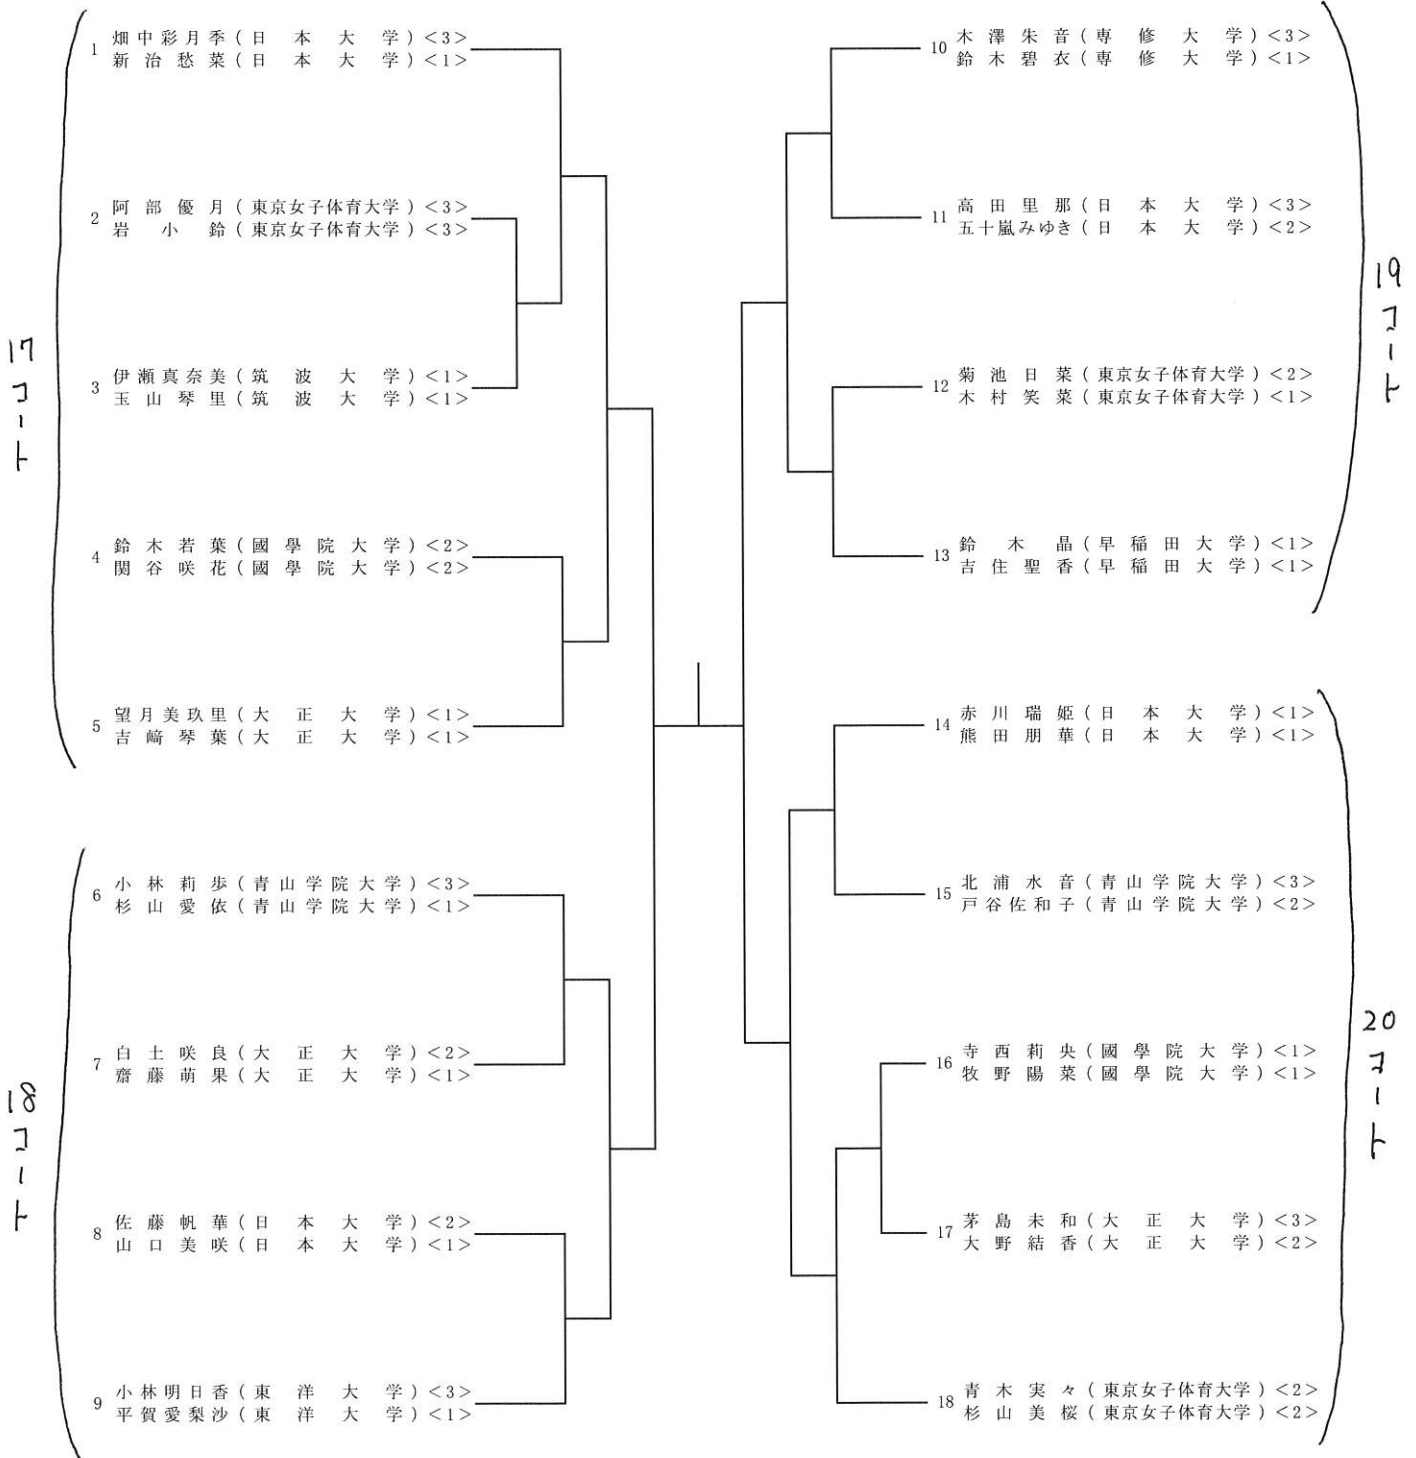 17コート
1 畑中彩月季(日本大学)<3>
新治愁菜(日本大学)<1>
2 阿部優月(東京女子体育大学)<3>
岩小鈴(東京女子体育大学)<3>
3 伊瀬真奈美(筑波大学)<1>
玉山琴里(筑波大学)<1>
4 鈴木若葉(國學院大学)<2>
関谷咲花(國學院大学)<2>
5 望月美玖里(大正大学)<1>
吉﨑琴葉(大正大学)<1>
18コート
6 小林莉歩(青山学院大学)<3>
杉山愛依(青山学院大学)<1>
7 白土咲良(大正大学)<2>
齋藤萌果(大正大学)<1>
8 佐藤帆華(日本大学)<2>
山口美咲(日本大学)<1>
9 小林明日香(東洋大学)<3>
平賀愛梨沙(東洋大学)<1>
19コート
10 木澤朱音(専修大学)<3>
鈴木碧衣(専修大学)<1>
11 高田里那(日本大学)<3>
五十嵐みゆき(日本大学)<2>
12 菊池日菜(東京女子体育大学)<2>
木村笑菜(東京女子体育大学)<1>
13 鈴木晶(早稲田大学)<1>
吉住聖香(早稲田大学)<1>
20コート
14 赤川瑞姫(日本大学)<1>
熊田朋華(日本大学)<1>
15 北浦水音(青山学院大学)<3>
戸谷佐和子(青山学院大学)<2>
16 寺西莉央(國學院大学)<1>
牧野陽菜(國學院大学)<1>
17 茅島未和(大正大学)<3>
大野結香(大正大学)<2>
18 青木実々(東京女子体育大学)<2>
杉山美桜(東京女子体育大学)<2>